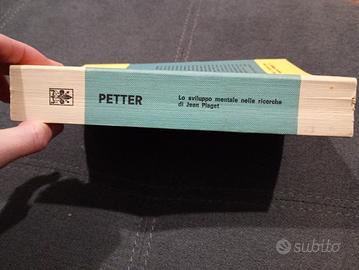 PETTER
Lo sviluppo mentale nelle ricerche
di Jean Piaget
subito